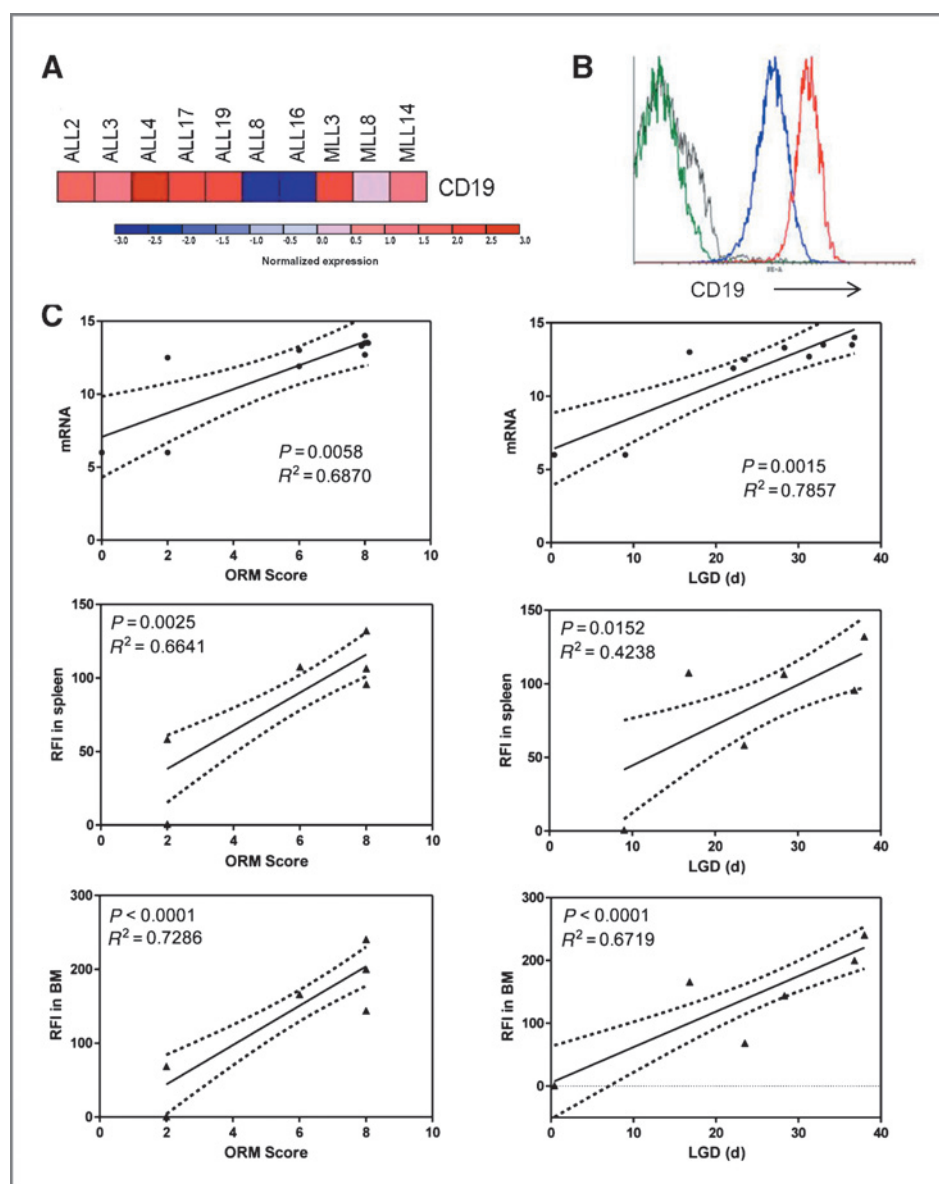 A
ALL2 ALL3 ALL4 ALL17 ALL19 ALL8 ALL16 MLL3 MLL8 MLL14
CD19
-3.0 -2.5 -1.5 -1.0 -0.5 0.0 0.5 1.0 1.5 2.0 2.5 3.0
Normalized expression
B
CD19
C
15
10
5
0
mRNA
P = 0.0058
R² = 0.6870
0 2 4 6 8 10
ORM Score
15
10
5
0
mRNA
P = 0.0015
R² = 0.7857
0 10 20 30 40
LGD (d)
150
100
50
0
RFI in spleen
P = 0.0025
R² = 0.6641
0 2 4 6 8 10
ORM Score
150
100
50
0
RFI in spleen
P = 0.0152
R² = 0.4238
0 10 20 30 40
LGD (d)
300
200
100
0
RFI in BM
P < 0.0001
R² = 0.7286
0 2 4 6 8 10
ORM Score
300
200
100
0
RFI in BM
P < 0.0001
R² = 0.6719
0 10 20 30 40
LGD (d)